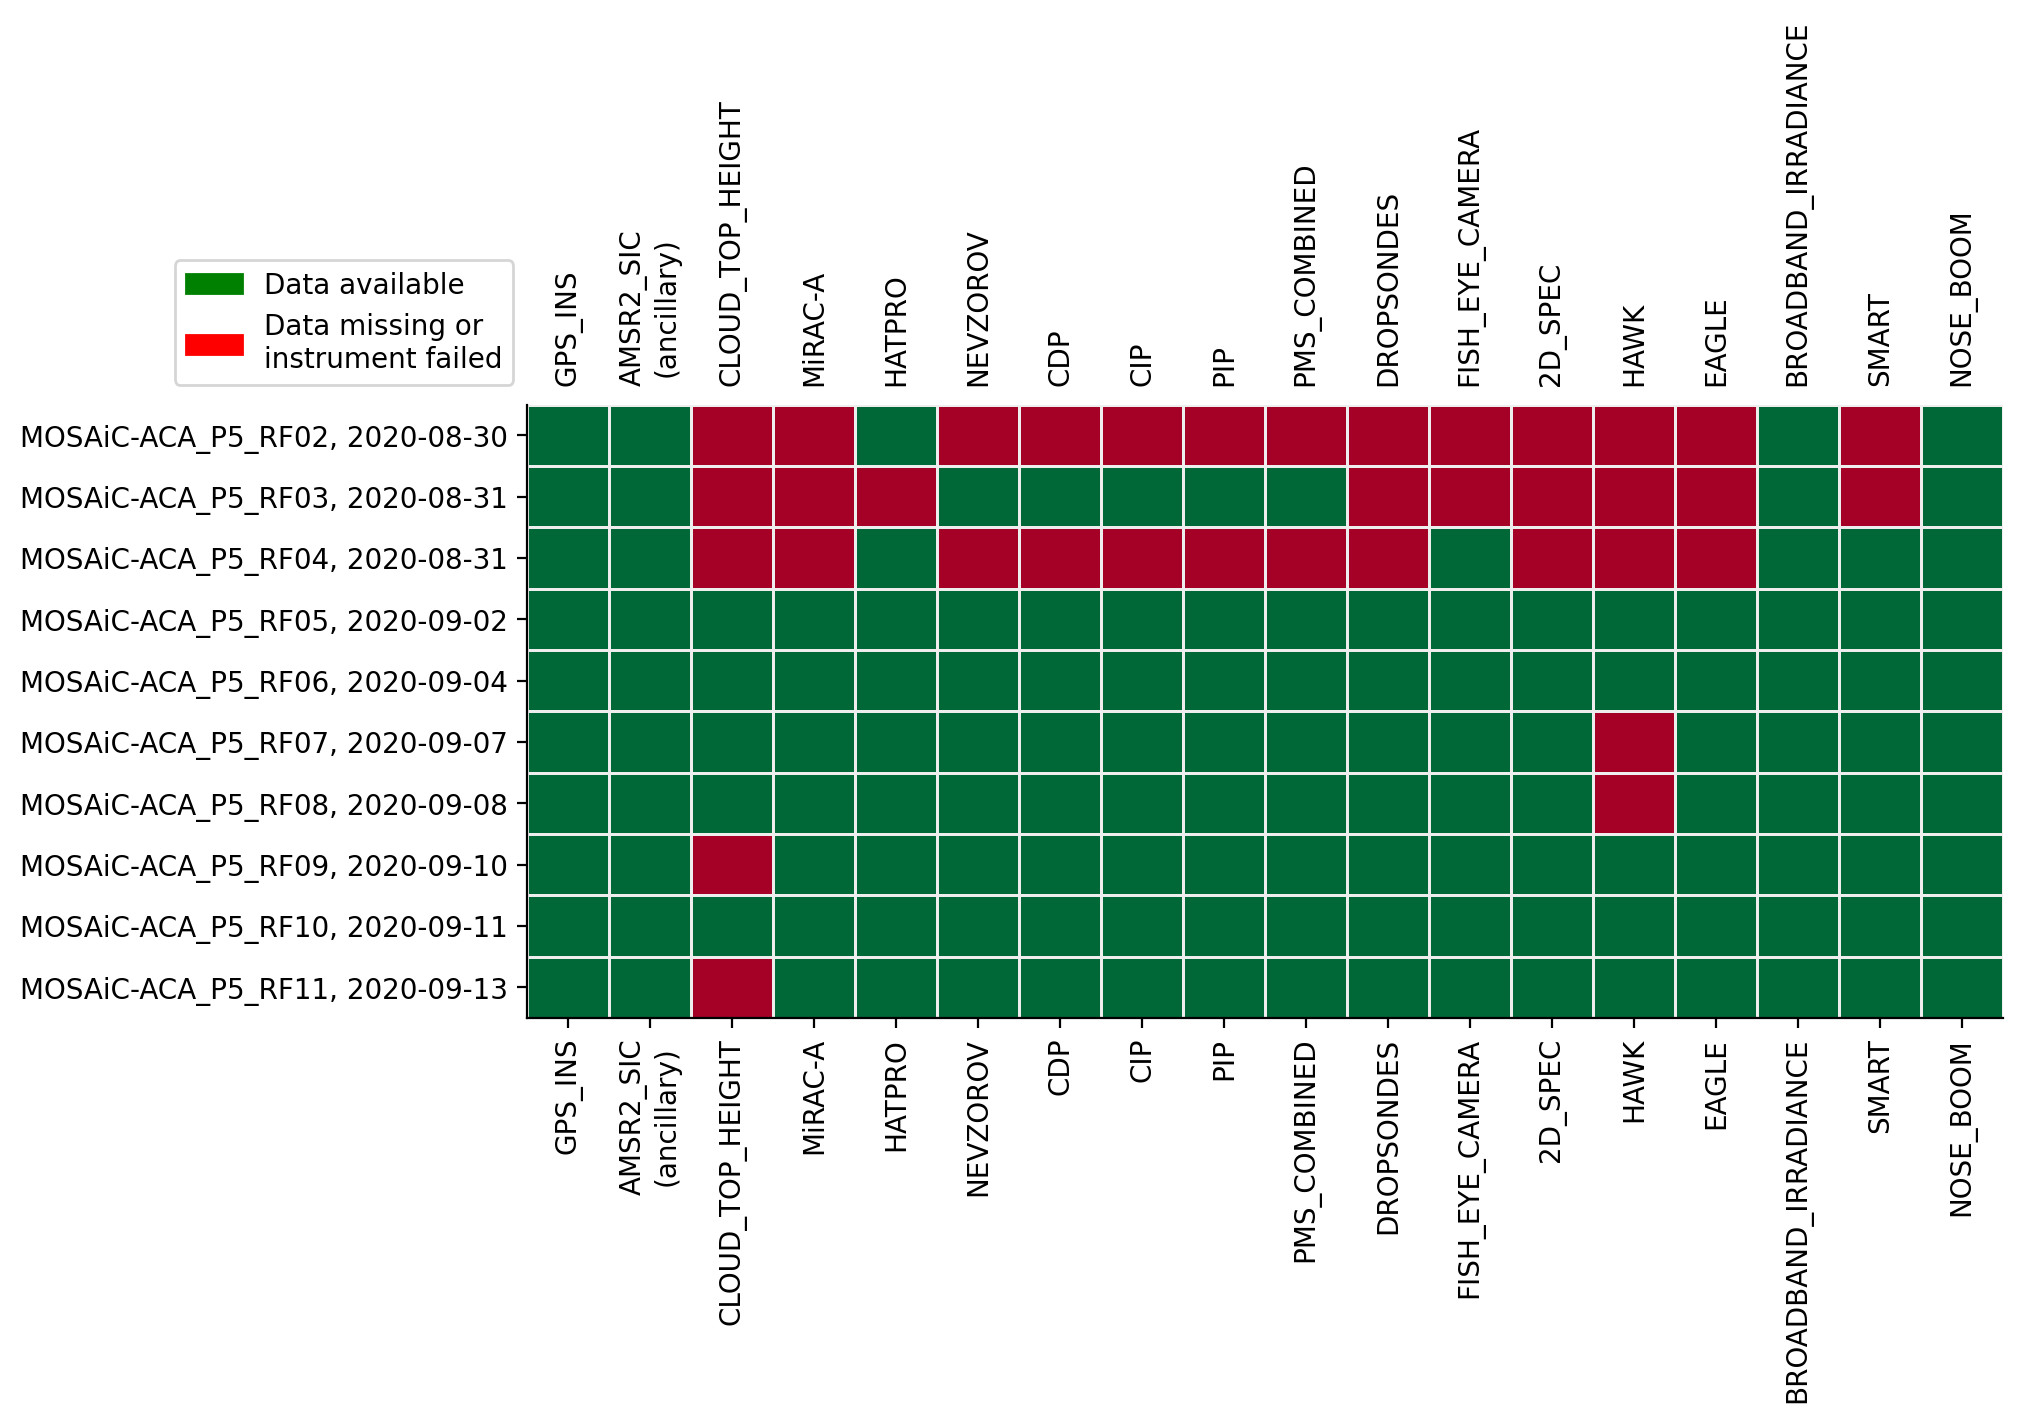 GPS_INS
AMSR2_SIC
(ancillary)
CLOUD_TOP_HEIGHT
MiRAC-A
HATPRO
NEVZOROV
CDP
CIP
PIP
PMS_COMBINED
DROPSONDES
FISH_EYE_CAMERA
2D_SPEC
HAWK
EAGLE
BROADBAND_IRRADIANCE
SMART
NOSE_BOOM
Data available
Data missing or
instrument failed
MOSAiC-ACA_P5_RF02, 2020-08-30
MOSAiC-ACA_P5_RF03, 2020-08-31
MOSAiC-ACA_P5_RF04, 2020-08-31
MOSAiC-ACA_P5_RF05, 2020-09-02
MOSAiC-ACA_P5_RF06, 2020-09-04
MOSAiC-ACA_P5_RF07, 2020-09-07
MOSAiC-ACA_P5_RF08, 2020-09-08
MOSAiC-ACA_P5_RF09, 2020-09-10
MOSAiC-ACA_P5_RF10, 2020-09-11
MOSAiC-ACA_P5_RF11, 2020-09-13
GPS_INS
AMSR2_SIC
(ancillary)
CLOUD_TOP_HEIGHT
MiRAC-A
HATPRO
NEVZOROV
CDP
CIP
PIP
PMS_COMBINED
DROPSONDES
FISH_EYE_CAMERA
2D_SPEC
HAWK
EAGLE
BROADBAND_IRRADIANCE
SMART
NOSE_BOOM